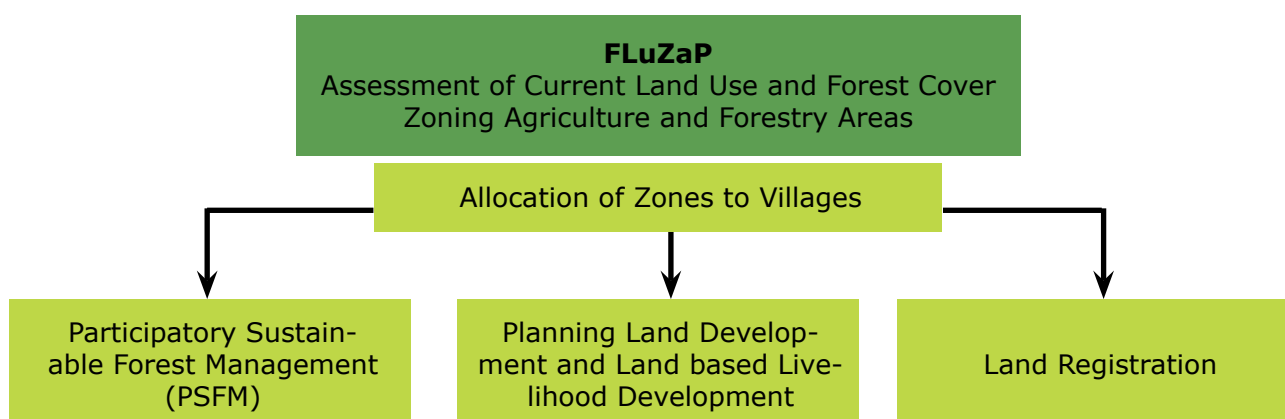 FLuZaP
Assessment of Current Land Use and Forest Cover
Zoning Agriculture and Forestry Areas
Allocation of Zones to Villages
Participatory Sustain-
able Forest Management
(PSFM)
Planning Land Develop-
ment and Land based Live-
lihood Development
Land Registration